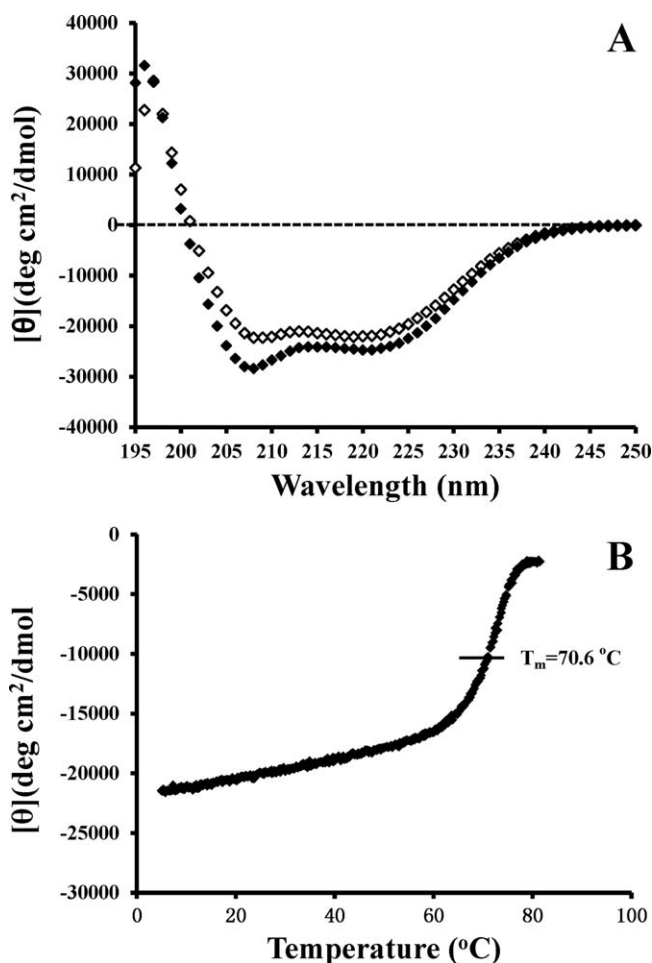 A
[θ](deg cm²/dmol)
40000
30000
20000
10000
0
-10000
-20000
-30000
-40000
195 200 205 210 215 220 225 230 235 240 245 250
Wavelength (nm)
B
[θ](deg cm²/dmol
0
-5000
-10000
-15000
-20000
-25000
-30000
Tm=70.6 °C
0 20 40 60 80 100
Temperature (°C)